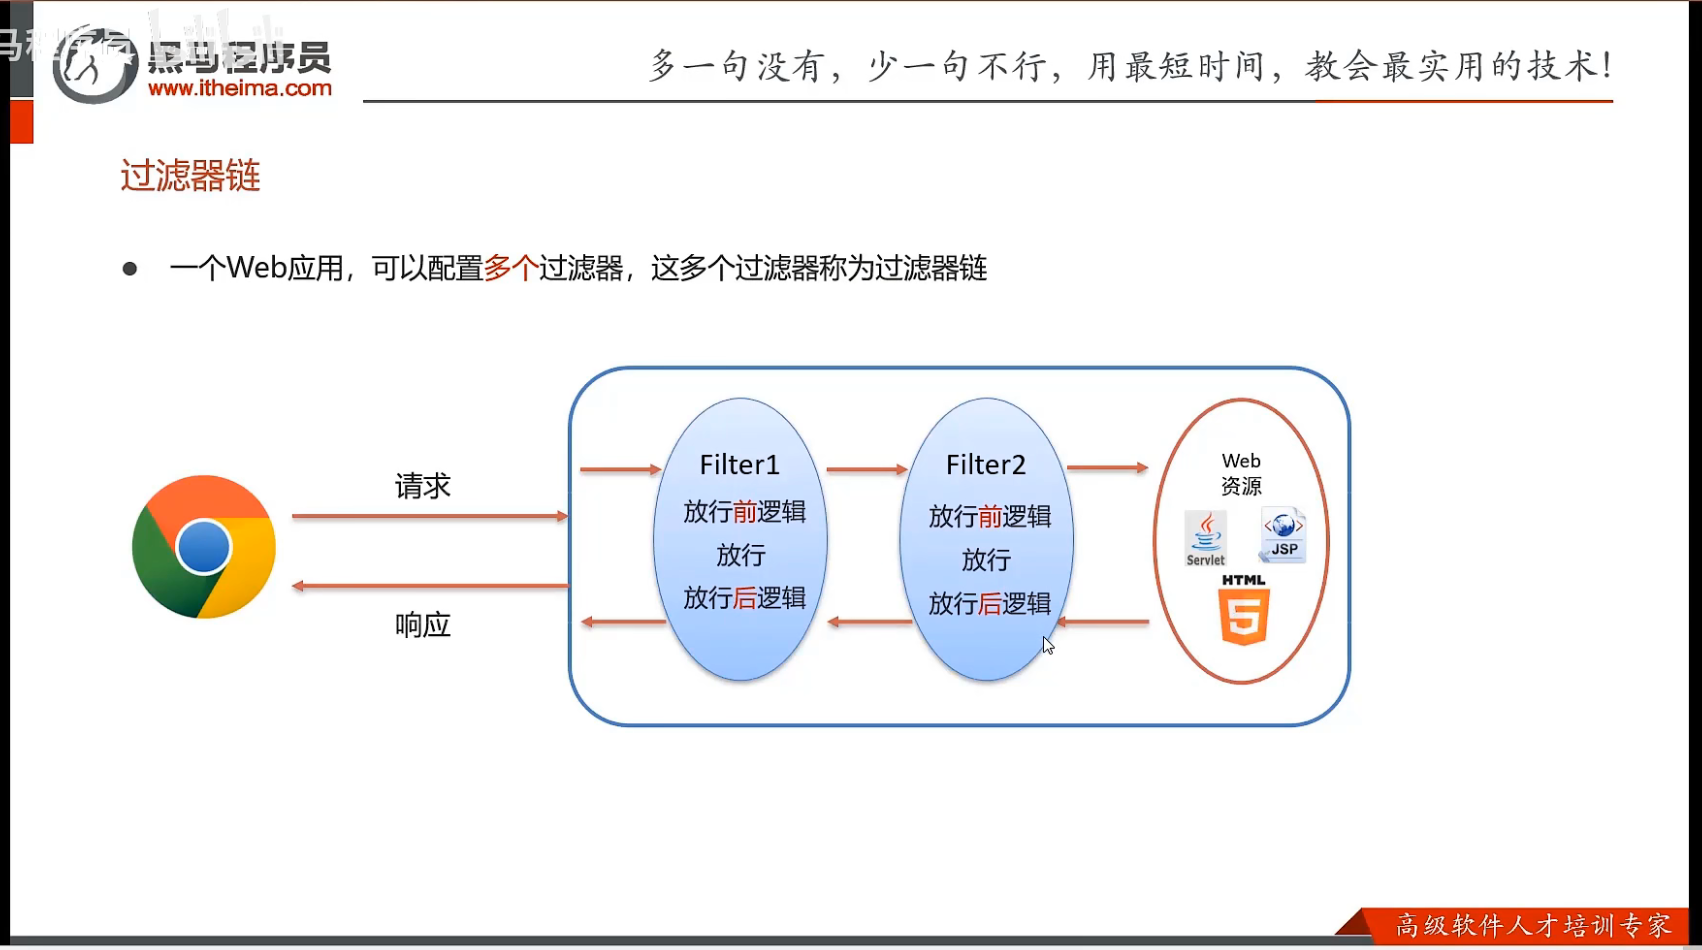 黑马程序员
www.itheima.com
多一句没有，少一句不行，用最短时间，教会最实用的技术！
过滤器链
● 一个Web应用，可以配置多个过滤器，这多个过滤器称为过滤器链
请求
响应
Filter1
放行前逻辑
放行
放行后逻辑
Filter2
放行前逻辑
放行
放行后逻辑
Web
资源
Servlet
JSP
HTML
5
高级软件人才培训专家